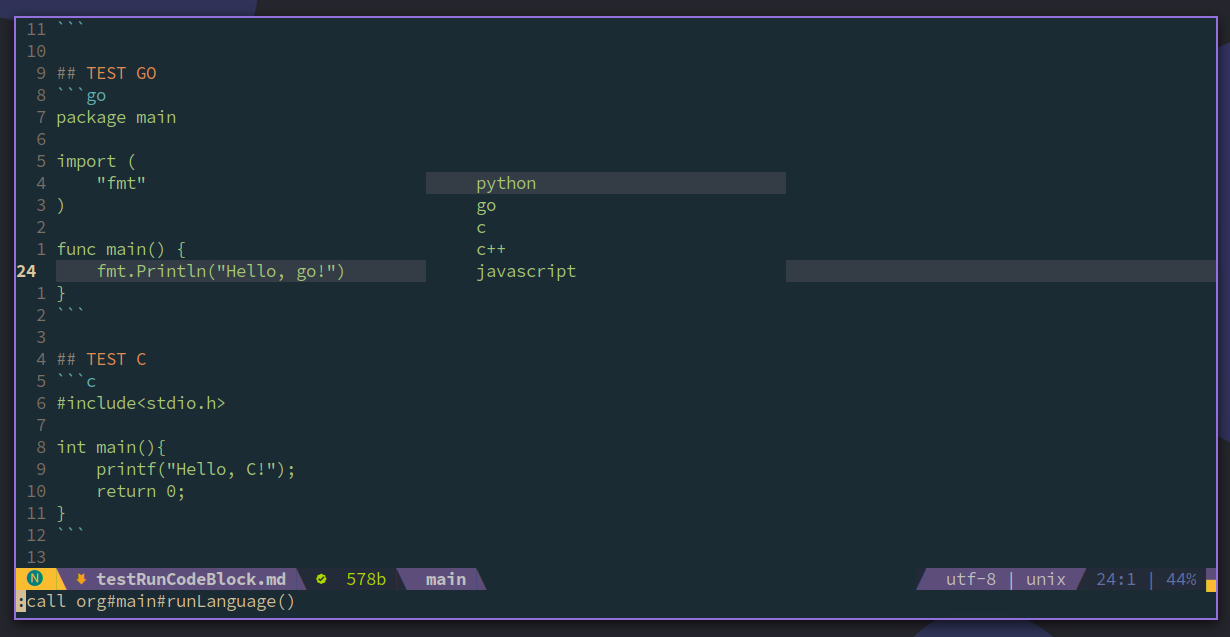 11 ```
10
9 ## TEST GO
8 ```go
7 package main
6
5 import (
4     "fmt"
3 )
2
1 func main() {
24     fmt.Println("Hello, go!")
1 }
2 ```
3
4 ## TEST C
5 ```c
6 #include<stdio.h>
7
8 int main(){
9     printf("Hello, C!");
10     return 0;
11 }
12 ```
13
python
go
c
c++
javascript
N testRunCodeBlock.md 578b main utf-8 | unix 24:1 | 44%
:call org#main#runLanguage()